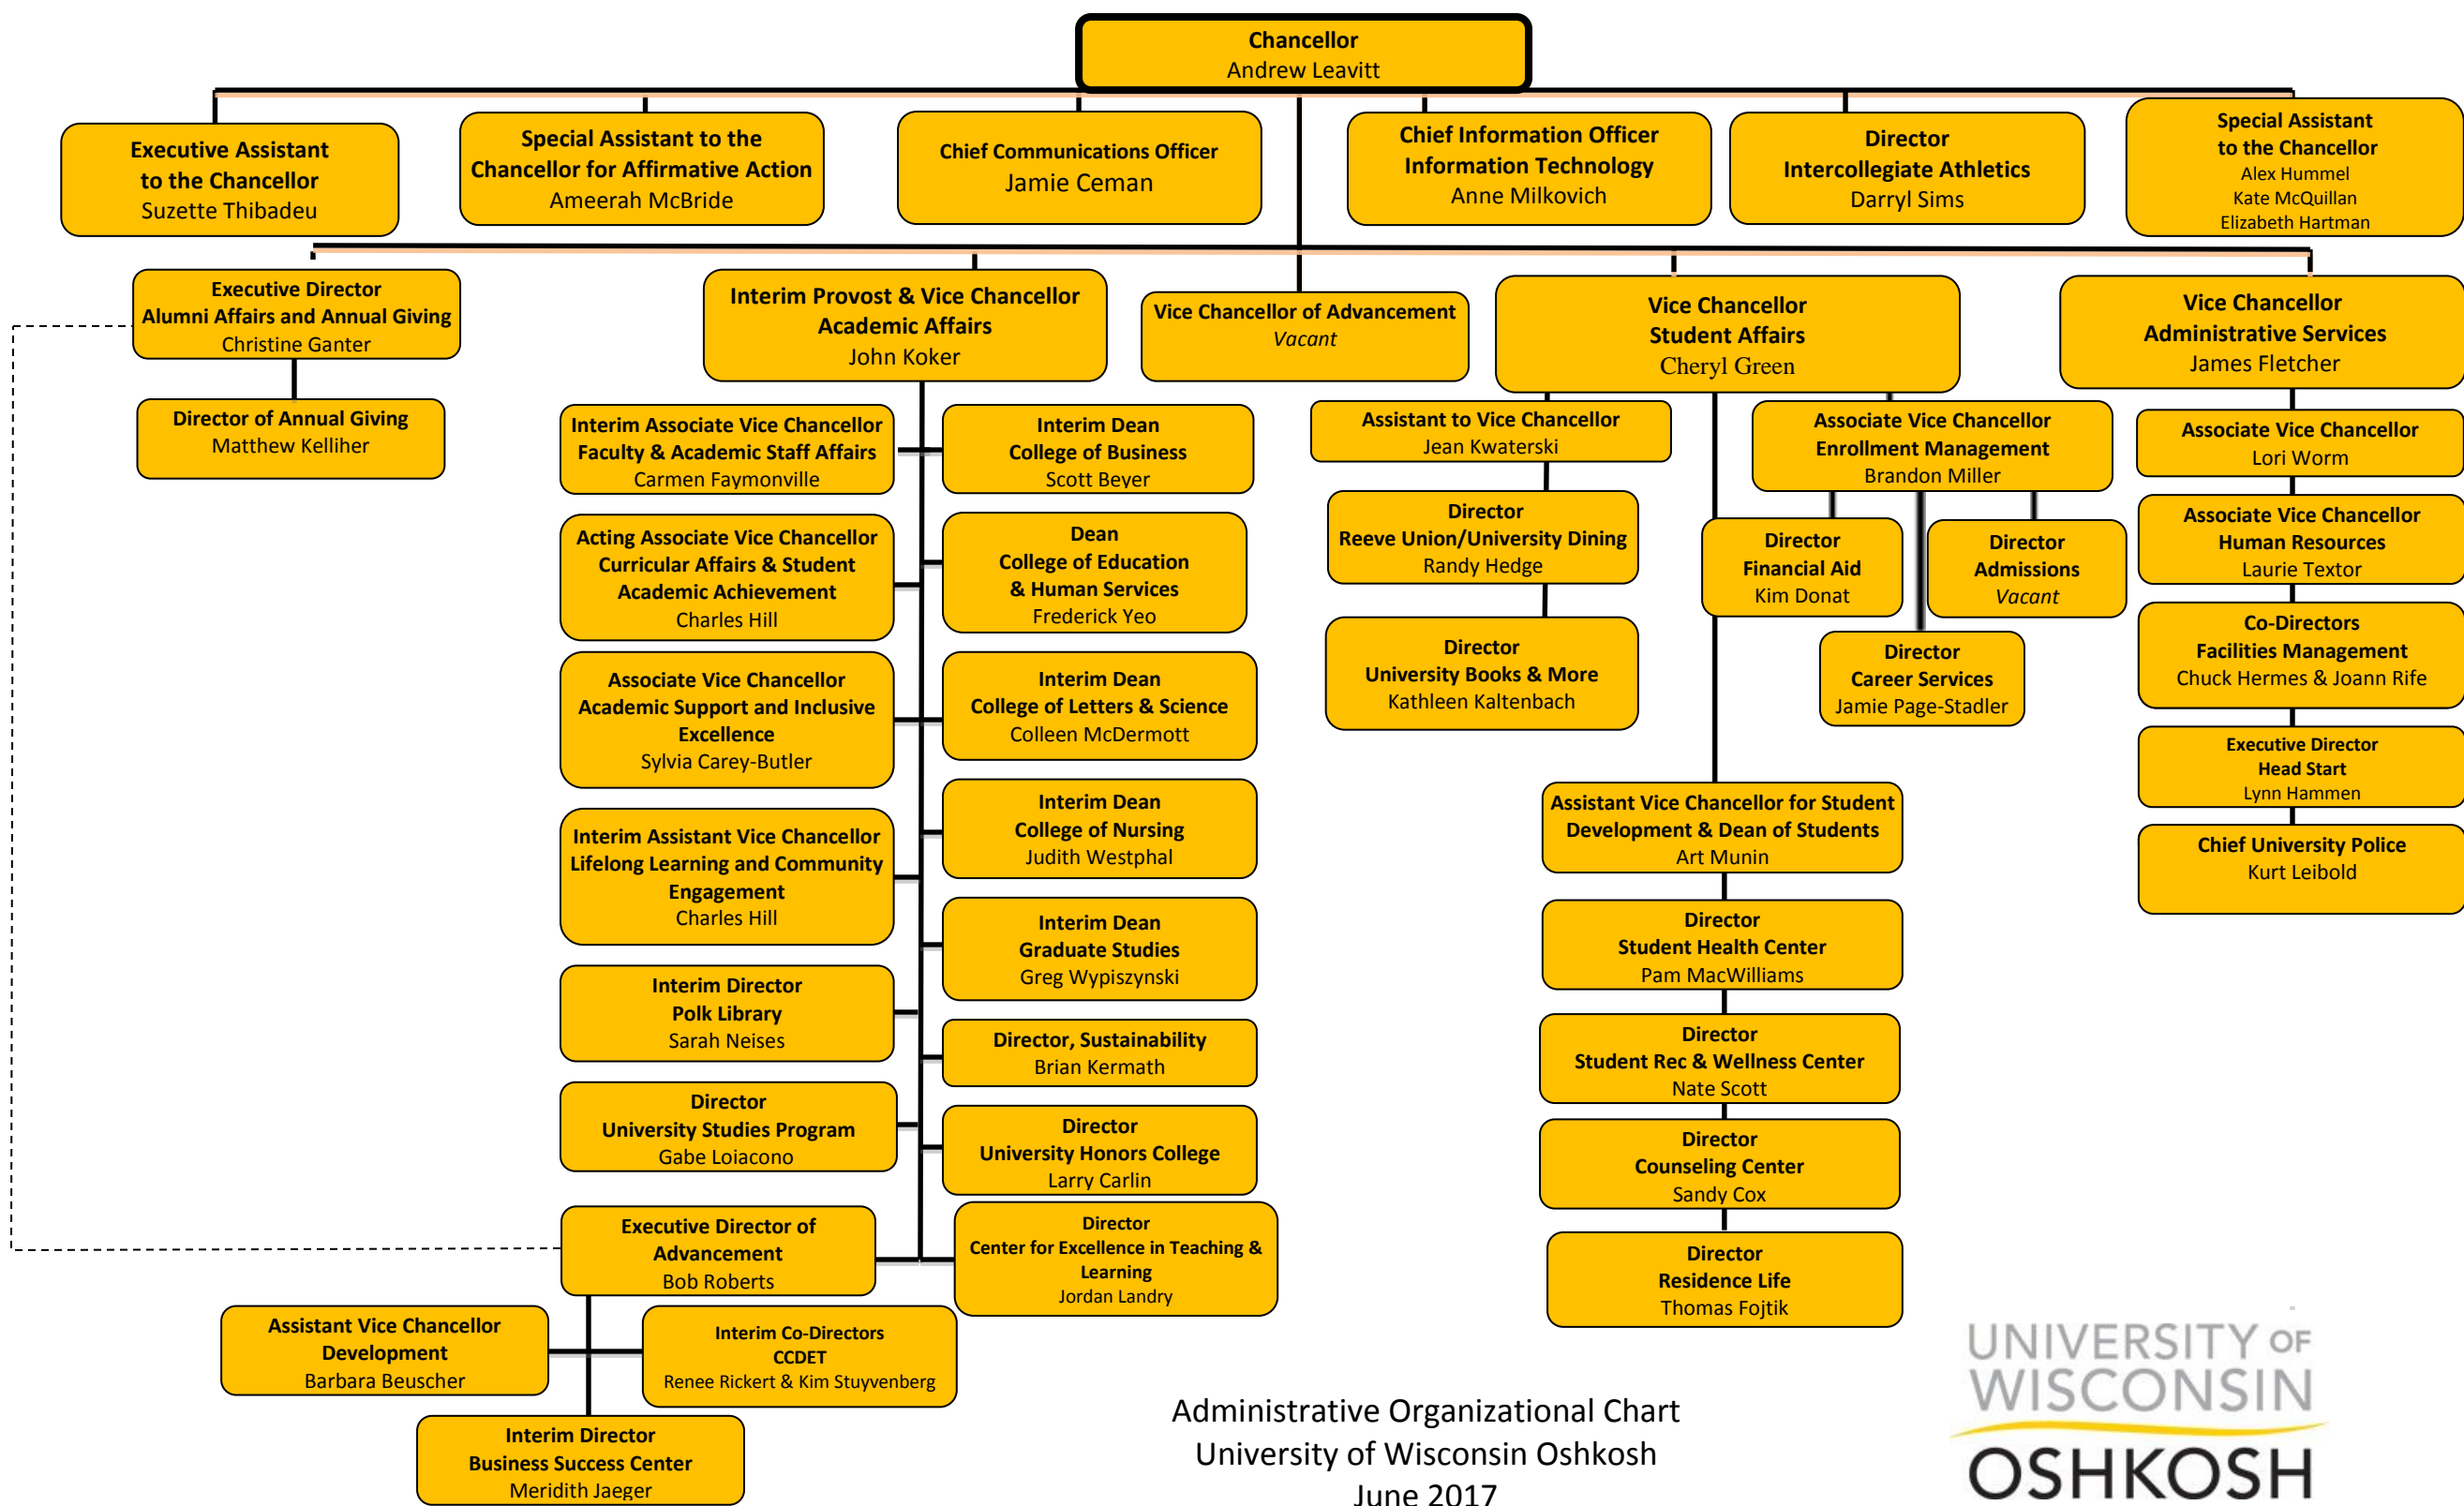 Chancellor
Andrew Leavitt
Executive Assistant
to the Chancellor
Suzette Thibadeu
Special Assistant to the
Chancellor for Affirmative Action
Ameerah McBride
Chief Communications Officer
Jamie Ceman
Chief Information Officer
Information Technology
Anne Milkovich
Director
Intercollegiate Athletics
Darryl Sims
Special Assistant
to the Chancellor
Alex Hummel
Kate McQuillan
Elizabeth Hartman
Executive Director
Alumni Affairs and Annual Giving
Christine Ganter
Director of Annual Giving
Matthew Kelliher
Interim Provost & Vice Chancellor
Academic Affairs
John Koker
Vice Chancellor of Advancement
Vacant
Vice Chancellor
Student Affairs
Cheryl Green
Vice Chancellor
Administrative Services
James Fletcher
Interim Associate Vice Chancellor
Faculty & Academic Staff Affairs
Carmen Faymonville
Acting Associate Vice Chancellor
Curricular Affairs & Student
Academic Achievement
Charles Hill
Associate Vice Chancellor
Academic Support and Inclusive
Excellence
Sylvia Carey-Butler
Interim Assistant Vice Chancellor
Lifelong Learning and Community
Engagement
Charles Hill
Interim Director
Polk Library
Sarah Neises
Director
University Studies Program
Gabe Loiacono
Executive Director of
Advancement
Bob Roberts
Interim Dean
College of Business
Scott Beyer
Dean
College of Education
& Human Services
Frederick Yeo
Interim Dean
College of Letters & Science
Colleen McDermott
Interim Dean
College of Nursing
Judith Westphal
Interim Dean
Graduate Studies
Greg Wypiszynski
Director, Sustainability
Brian Kermath
Director
University Honors College
Larry Carlin
Director
Center for Excellence in Teaching &
Learning
Jordan Landry
Assistant Vice Chancellor
Development
Barbara Beuscher
Interim Co-Directors
CCDET
Renee Rickert & Kim Stuyvenberg
Interim Director
Business Success Center
Meridith Jaeger
Assistant to Vice Chancellor
Jean Kwaterski
Director
Reeve Union/University Dining
Randy Hedge
Director
University Books & More
Kathleen Kaltenbach
Associate Vice Chancellor
Enrollment Management
Brandon Miller
Director
Financial Aid
Kim Donat
Director
Admissions
Vacant
Director
Career Services
Jamie Page-Stadler
Assistant Vice Chancellor for Student
Development & Dean of Students
Art Munin
Director
Student Health Center
Pam MacWilliams
Director
Student Rec & Wellness Center
Nate Scott
Director
Counseling Center
Sandy Cox
Director
Residence Life
Thomas Fojtik
Associate Vice Chancellor
Lori Worm
Associate Vice Chancellor
Human Resources
Laurie Textor
Co-Directors
Facilities Management
Chuck Hermes & Joann Rife
Executive Director
Head Start
Lynn Hammen
Chief University Police
Kurt Leibold
Administrative Organizational Chart
University of Wisconsin Oshkosh
June 2017
UNIVERSITY OF
WISCONSIN
OSHKOSH